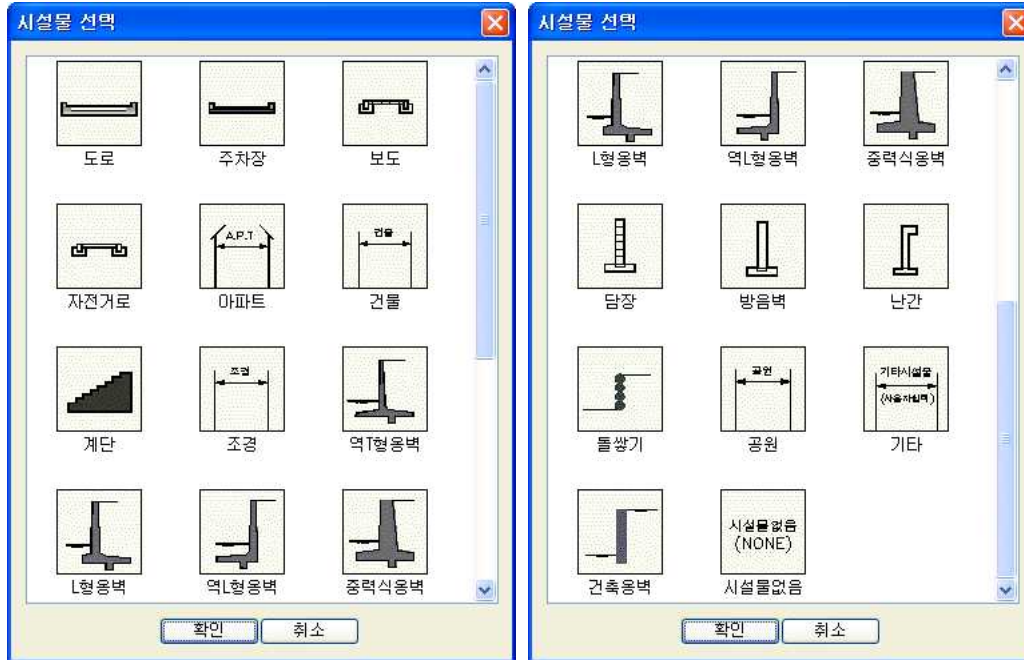 시설물 선택
도로
주차장
보도
A.P.T
건물
자전거로
아파트
건물
조경
계단
조경
역T형옹벽
L형옹벽
역L형옹벽
중력식옹벽
확인
취소
시설물 선택
L형옹벽
역L형옹벽
중력식옹벽
담장
방음벽
난간
공원
기타시설물
(사용자입력)
돌쌓기
공원
기타
시설물없음
(NONE)
건축옹벽
시설물없음
확인
취소